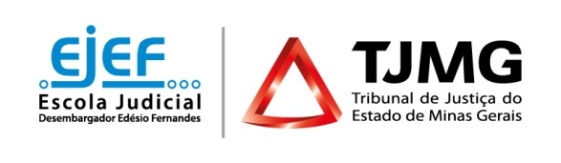 EJEF
Escola Judicial
Desembargador Edésio Fernandes
TJMG
Tribunal de Justiça do
Estado de Minas Gerais